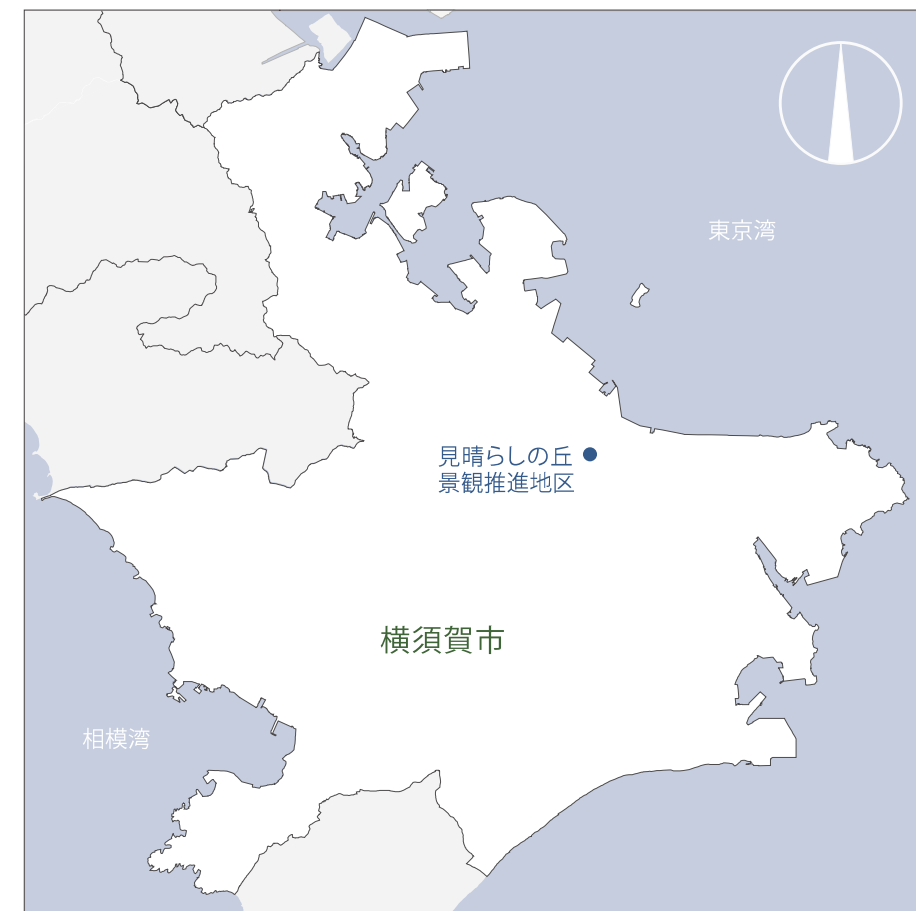 東京湾
見晴らしの丘
景観推進地区
横須賀市
相模湾